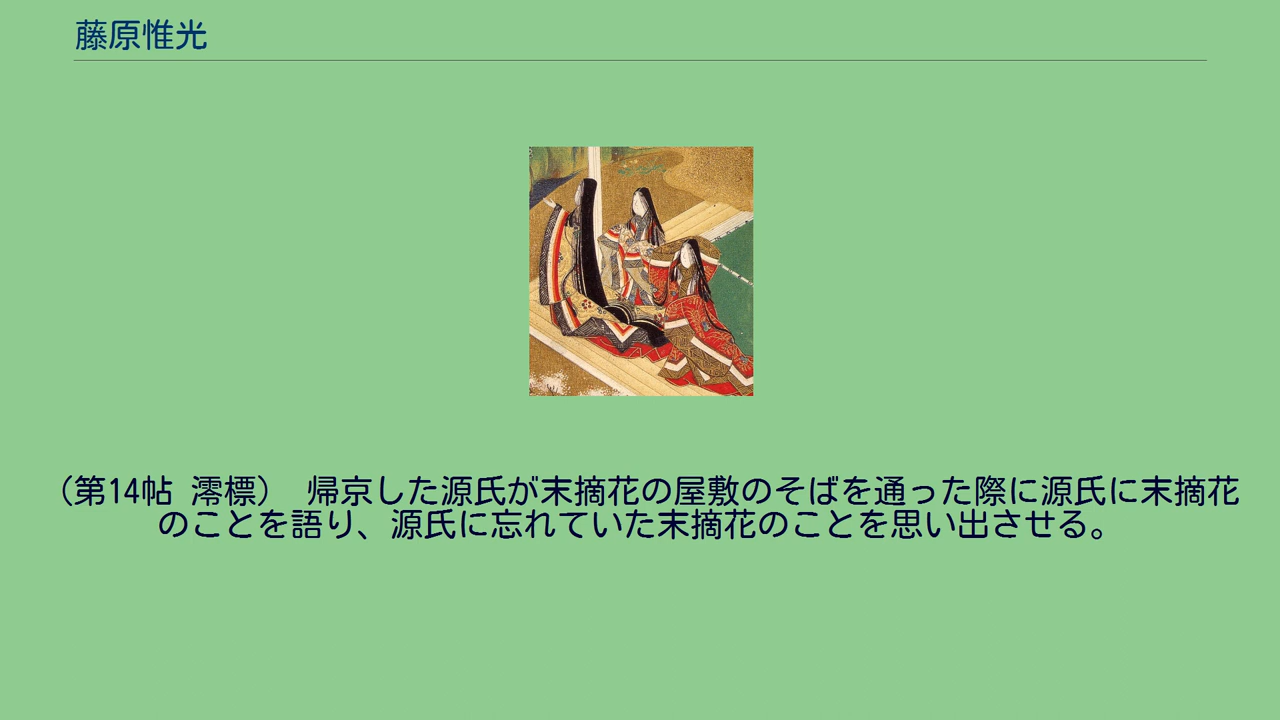 藤原惟光
（第14帖 澪標） 帰京した源氏が末摘花の屋敷のそばを通った際に源氏に末摘花
のことを語り、源氏に忘れていた末摘花のことを思い出させる。